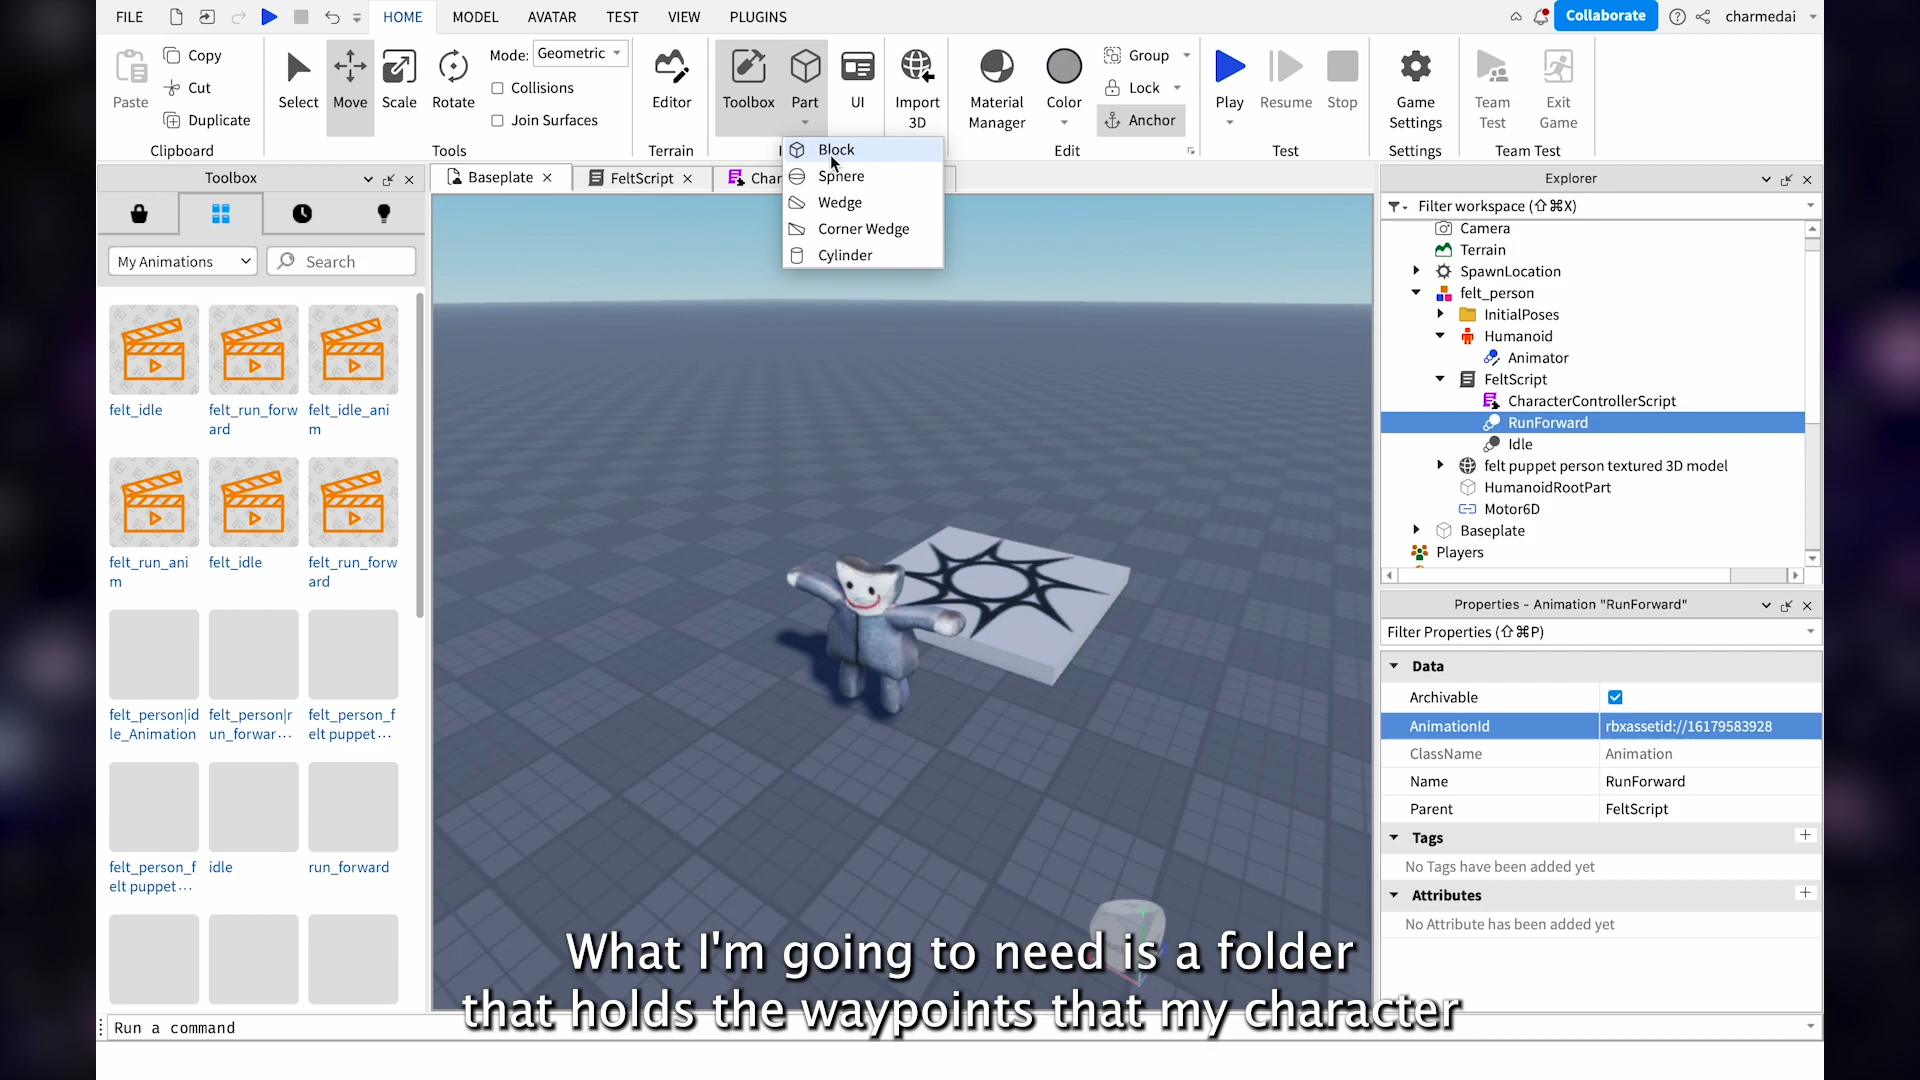 FILE
HOME
MODEL
AVATAR
TEST
VIEW
PLUGINS
Collaborate
charmedai
Paste
Copy
Cut
Duplicate
Clipboard
Select
Move
Scale
Rotate
Mode: Geometric
Collisions
Join Surfaces
Tools
Editor
Terrain
Toolbox
Part
UI
Import
3D
Material
Manager
Color
Group
Lock
Anchor
Edit
Play
Resume
Stop
Test
Game
Settings
Settings
Team
Test
Exit
Game
Team Test
Block
Sphere
Wedge
Corner Wedge
Cylinder
Toolbox
My Animations
Search
felt_idle
felt_run_forw
ard
felt_idle_ani
m
felt_run_ani
m
felt_idle
felt_run_forw
ard
felt_person|id
le_Animation
felt_person|r
un_forwar...
felt_person_f
elt puppet...
felt_person_f
elt puppet...
idle
run_forward
Baseplate
FeltScript
Char
Explorer
Filter workspace (⇧⌘X)
Camera
Terrain
SpawnLocation
felt_person
InitialPoses
Humanoid
Animator
FeltScript
CharacterControllerScript
RunForward
Idle
felt puppet person textured 3D model
HumanoidRootPart
Motor6D
Baseplate
Players
Properties - Animation "RunForward"
Filter Properties (⇧⌘P)
Data
Archivable
AnimationId rbxassetid://16179583928
ClassName Animation
Name RunForward
Parent FeltScript
Tags
No Tags have been added yet
Attributes
No Attribute has been added yet
What I'm going to need is a folder
that holds the waypoints that my character
Run a command